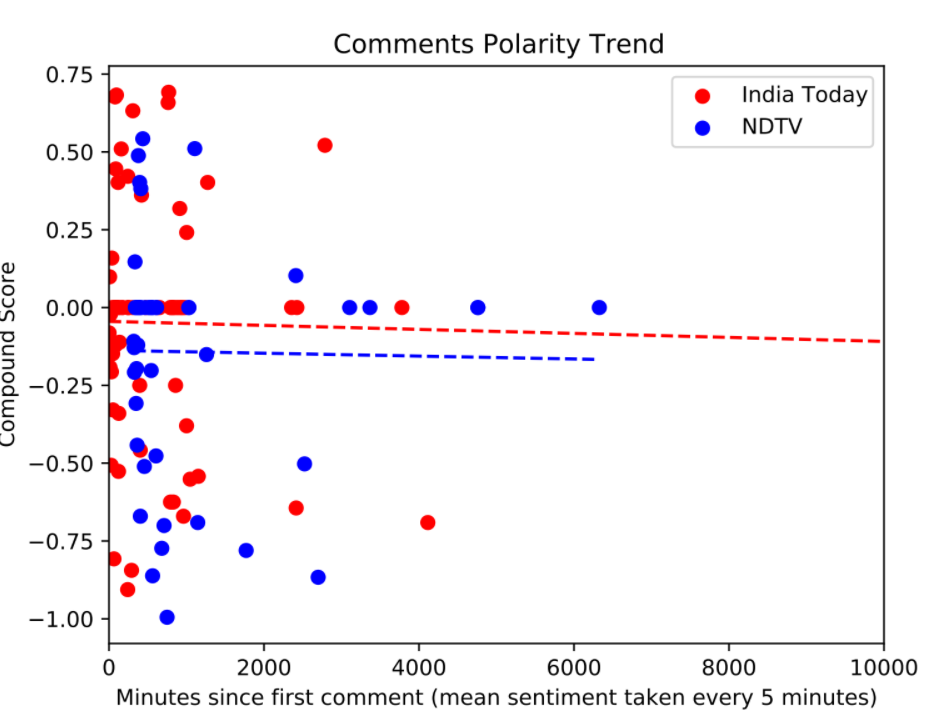 Comments Polarity Trend
India Today
NDTV
0.75
0.50
0.25
0.00
−0.25
−0.50
−0.75
−1.00
Compound Score
0 2000 4000 6000 8000 10000
Minutes since first comment (mean sentiment taken every 5 minutes)